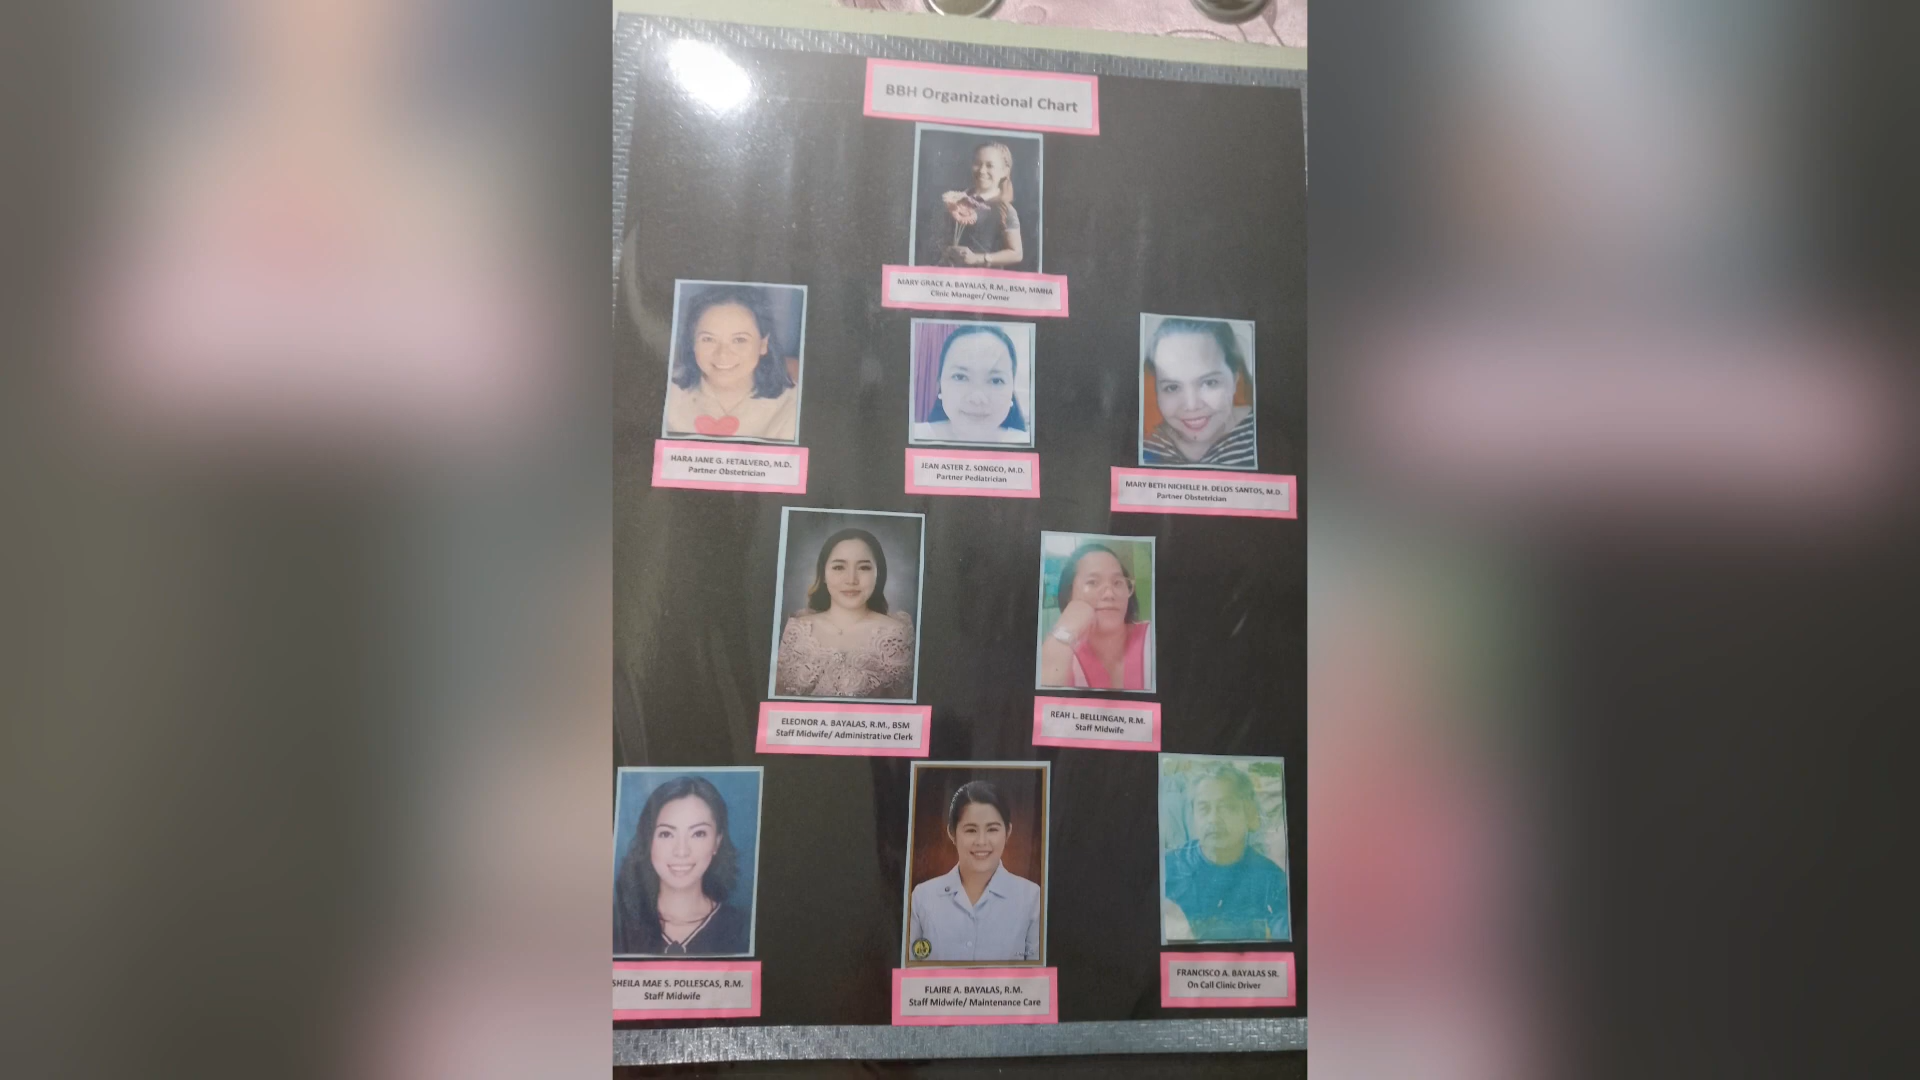 BBH Organizational Chart
MARY GRACE A. BAYALAS, R.M., BSM, MANIA
Clinic Manager/ Owner
HARA JANE G. FETALVERO, M.D.
Partner Obstetrician
JEAN ASTER Z. SONGCO, M.D.
Partner Pediatrician
MARY BETH NICHELLE H. DELOS SANTOS, M.D.
Partner Obstetrician
ELEONOR A. BAYALAS, R.M., BSM
Staff Midwife/ Administrative Clerk
REAH L. BELLLINGAN, R.M.
Staff Midwife
SHEILA MAE S. POLLESCAS, R.M.
Staff Midwife
FLAIRE A. BAYALAS, R.M.
Staff Midwife/ Maintenance Care
FRANCISCO A. BAYALAS SR.
On Call Clinic Driver